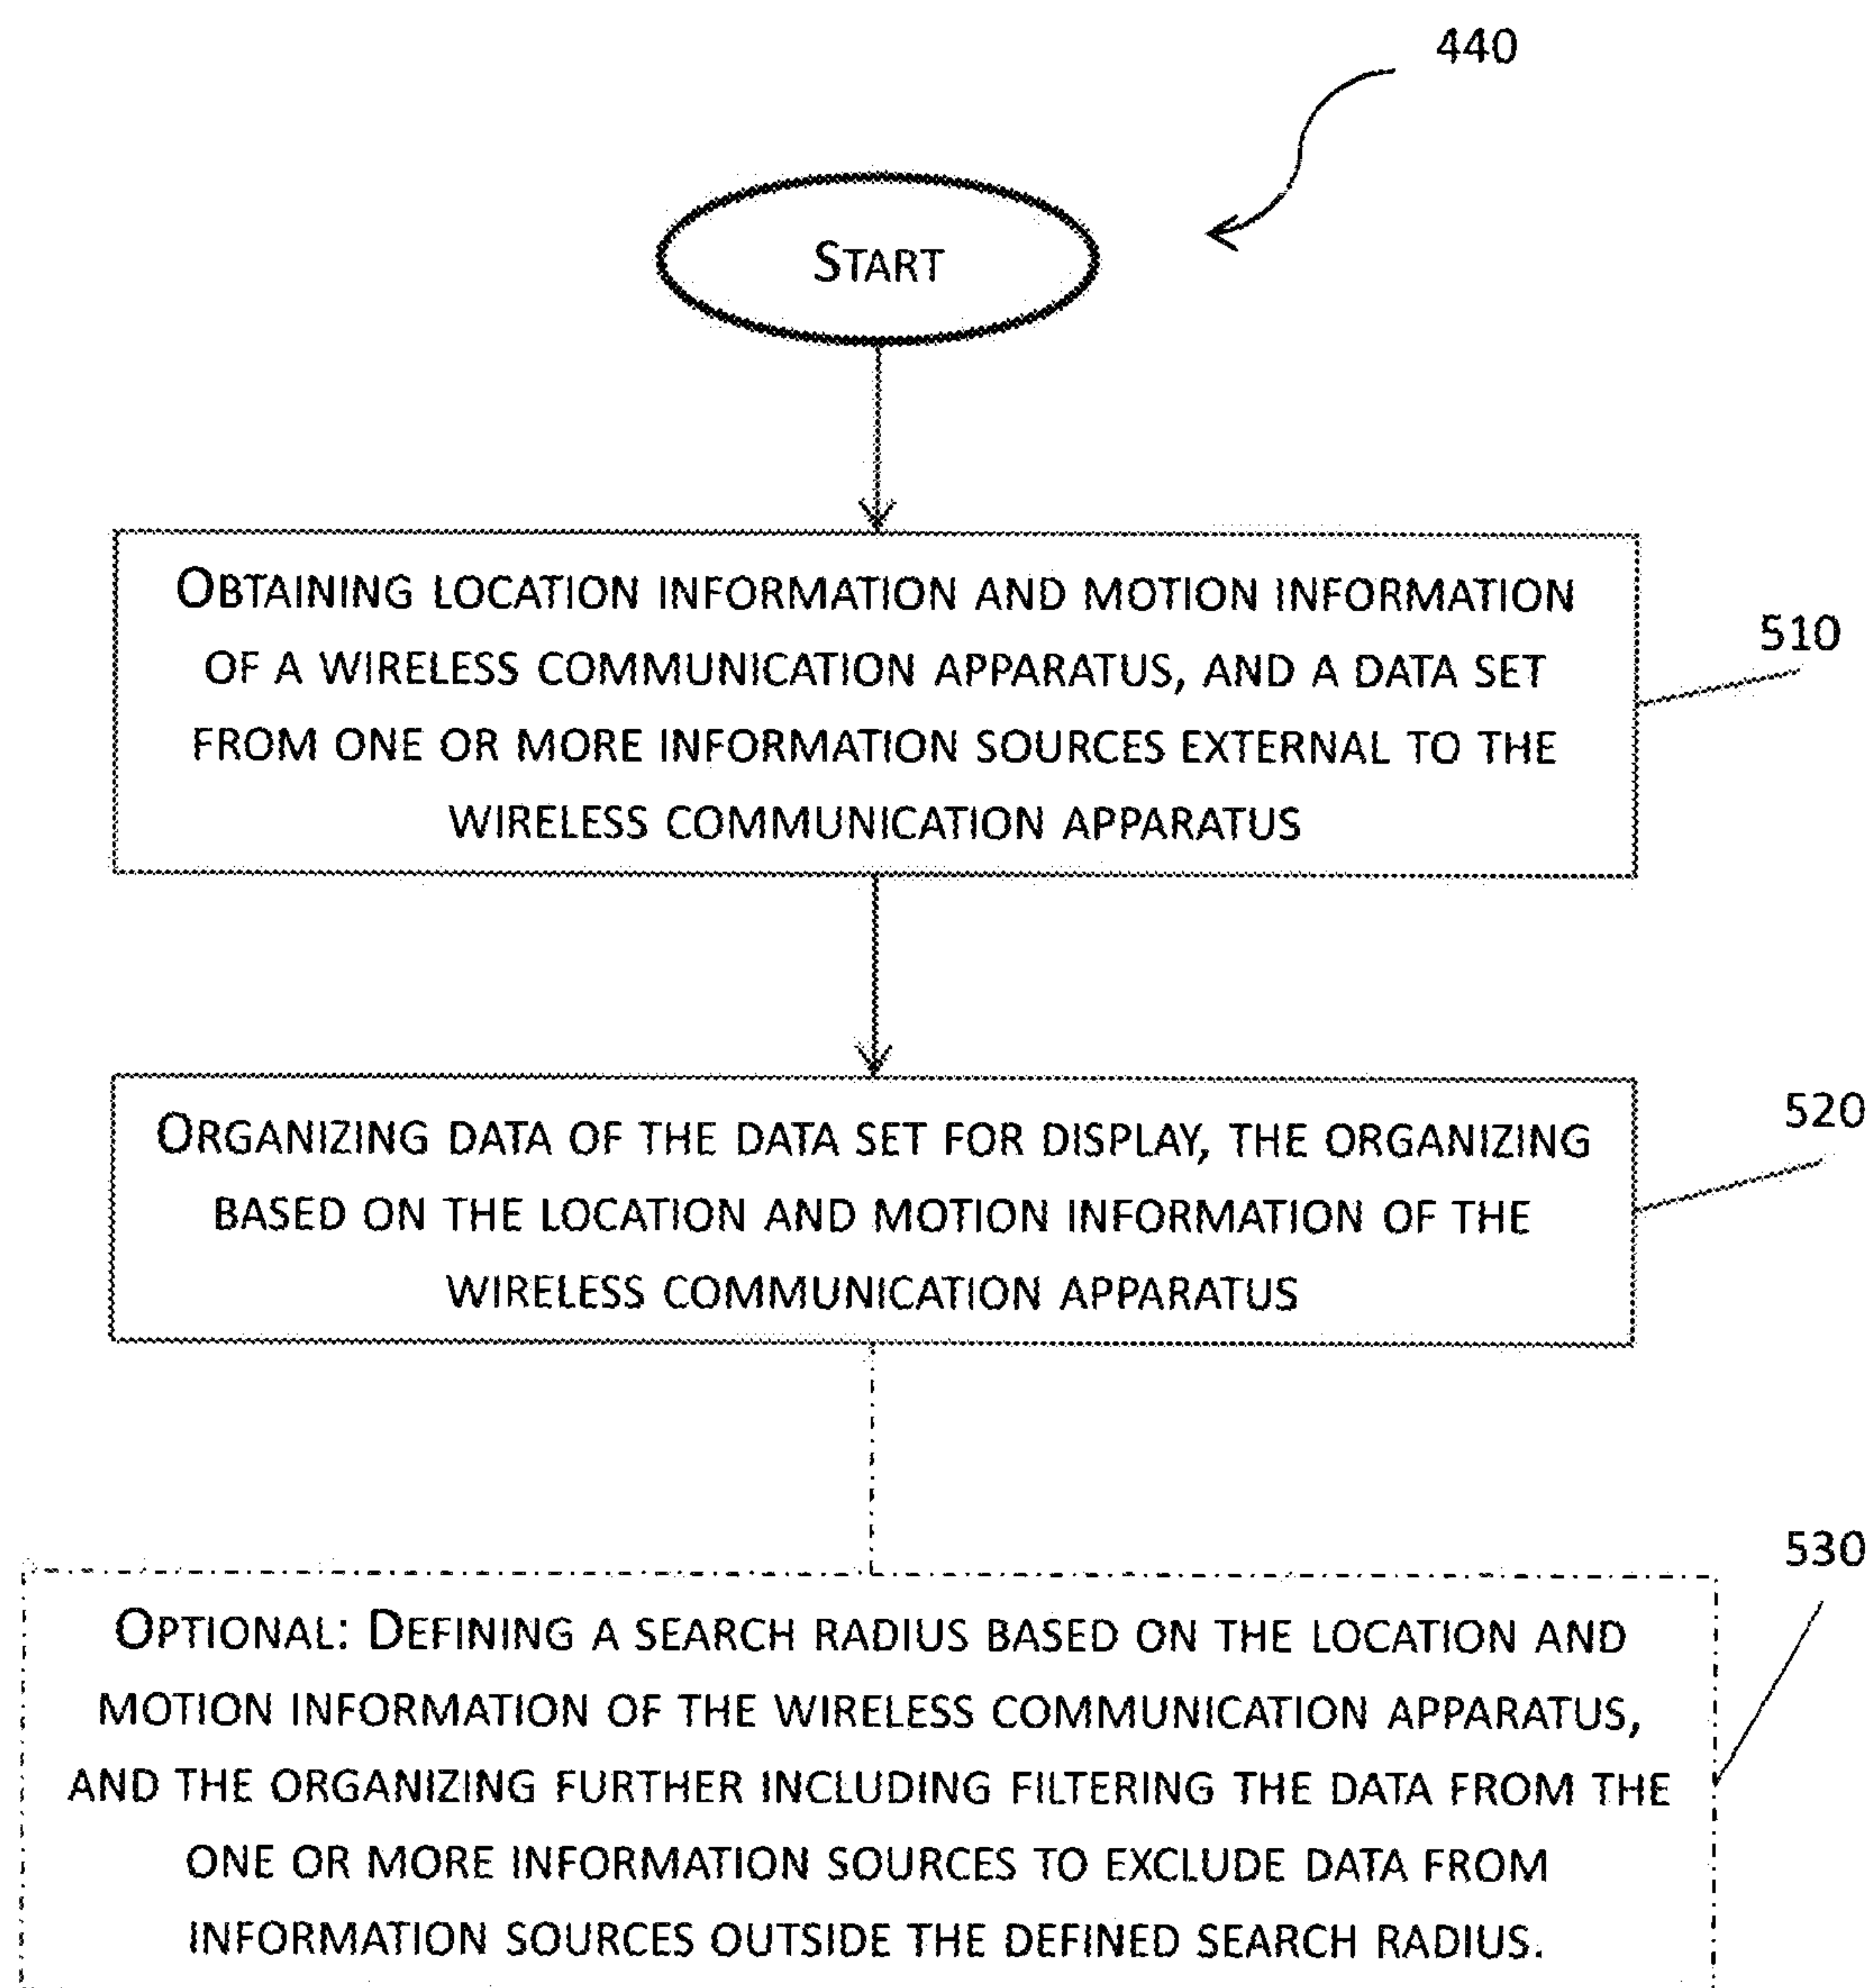 440
START
OBTAINING LOCATION INFORMATION AND MOTION INFORMATION
OF A WIRELESS COMMUNICATION APPARATUS, AND A DATA SET
FROM ONE OR MORE INFORMATION SOURCES EXTERNAL TO THE
WIRELESS COMMUNICATION APPARATUS
510
ORGANIZING DATA OF THE DATA SET FOR DISPLAY, THE ORGANIZING
BASED ON THE LOCATION AND MOTION INFORMATION OF THE
WIRELESS COMMUNICATION APPARATUS
520
OPTIONAL: DEFINING A SEARCH RADIUS BASED ON THE LOCATION AND
MOTION INFORMATION OF THE WIRELESS COMMUNICATION APPARATUS,
AND THE ORGANIZING FURTHER INCLUDING FILTERING THE DATA FROM THE
ONE OR MORE INFORMATION SOURCES TO EXCLUDE DATA FROM
INFORMATION SOURCES OUTSIDE THE DEFINED SEARCH RADIUS.
530